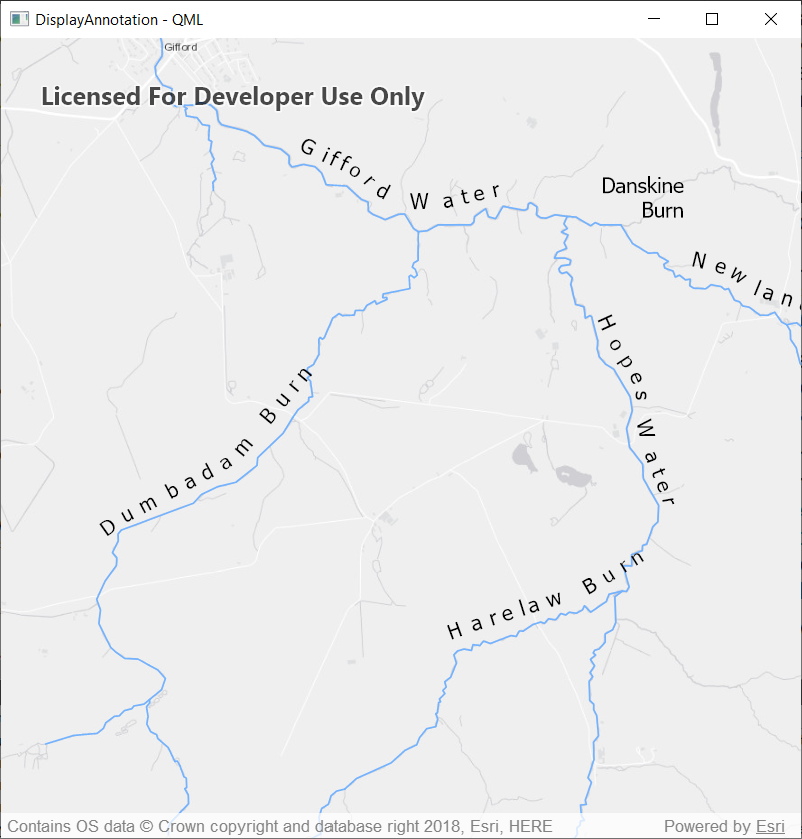 DisplayAnnotation - QML
Gifford
Licensed For Developer Use Only
Gifford Water
Danskine
Burn
Newlan
Hopes Water
Dumbadam Burn
Harelaw Burn
Contains OS data © Crown copyright and database right 2018, Esri, HERE
Powered by Esri